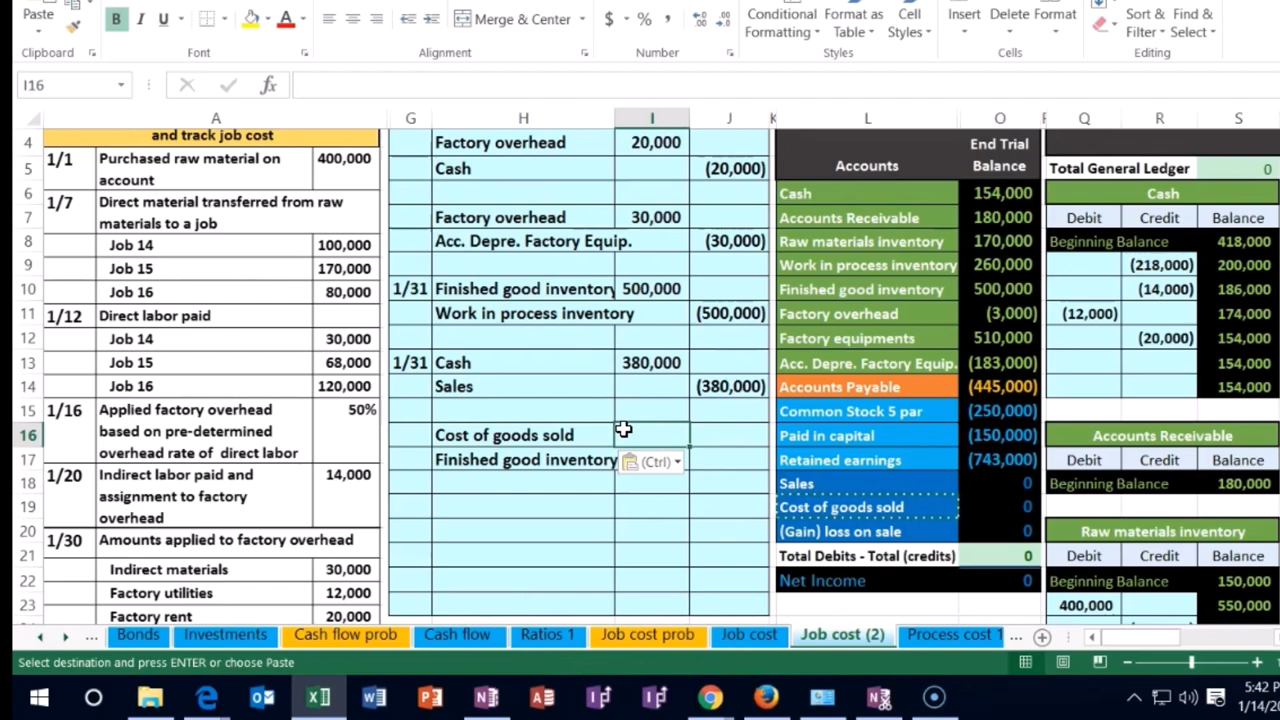 Paste
B I U
Merge & Center
$ % ,
Conditional Formatting
Format as Table
Cell Styles
Insert Delete Format
Sort & Filter
Find & Select
Clipboard Font Alignment Number Styles Cells Editing
I16 fx
A G H I J K L O Q R S
4 and track job cost Factory overhead 20,000 End Trial
5 1/1 Purchased raw material on account 400,000 Cash (20,000) Accounts Balance Total General Ledger 0
6 1/7 Direct material transferred from raw Cash 154,000 Cash
7 materials to a job Factory overhead 30,000 Accounts Receivable 180,000 Debit Credit Balance
8 Job 14 100,000 Acc. Depre. Factory Equip. (30,000) Raw materials inventory 170,000 Beginning Balance 418,000
9 Job 15 170,000 Work in process inventory 260,000 (218,000) 200,000
10 Job 16 80,000 1/31 Finished good inventory 500,000 Finished good inventory 500,000 (14,000) 186,000
11 1/12 Direct labor paid Work in process inventory (500,000) Factory overhead (3,000) (12,000) 174,000
12 Job 14 30,000 Factory equipments 510,000 (20,000) 154,000
13 Job 15 68,000 1/31 Cash 380,000 Acc. Depre. Factory Equip. (183,000) 154,000
14 Job 16 120,000 Sales (380,000) Accounts Payable (445,000) 154,000
15 1/16 Applied factory overhead 50% Common Stock 5 par (250,000)
16 based on pre-determined Cost of goods sold Paid in capital (150,000) Accounts Receivable
17 overhead rate of direct labor Finished good inventory (Ctrl) Retained earnings (743,000) Debit Credit Balance
18 1/20 Indirect labor paid and 14,000 Sales 0 Beginning Balance 180,000
19 assignment to factory Cost of goods sold 0
20 overhead (Gain) loss on sale 0 Raw materials inventory
21 1/30 Amounts applied to factory overhead Total Debits - Total (credits) 0 Debit Credit Balance
22 Indirect materials 30,000 Net Income 0 Beginning Balance 150,000
23 Factory utilities 12,000 400,000 550,000
Factory rent 20,000
... Bonds Investments Cash flow prob Cash flow Ratios 1 Job cost prob Job cost Job cost (2) Process cost 1 ...
Select destination and press ENTER or choose Paste
5:42 P
1/14/20